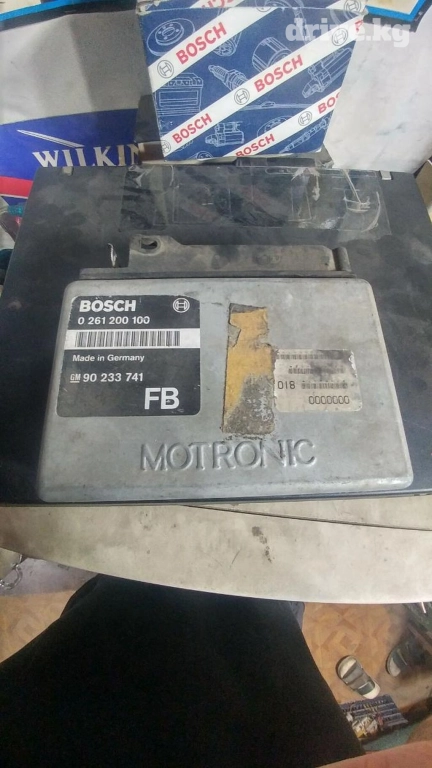 drive.kg
BOSCH
BOSCH
BOSCH
BOSCH
WILKIN
BOSCH
0 261 200 100
Made in Germany
GM 90 233 741
FB
018
0000000
MOTRONIC